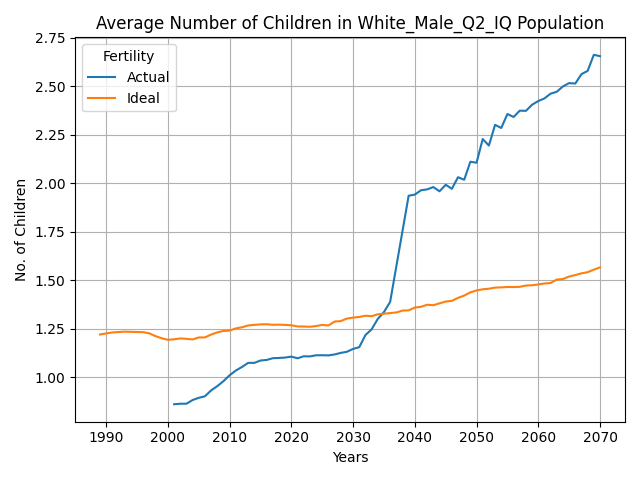 Average Number of Children in White_Male_Q2_IQ Population
Fertility
Actual
Ideal
No. of Children
2.75
2.50
2.25
2.00
1.75
1.50
1.25
1.00
1990 2000 2010 2020 2030 2040 2050 2060 2070
Years